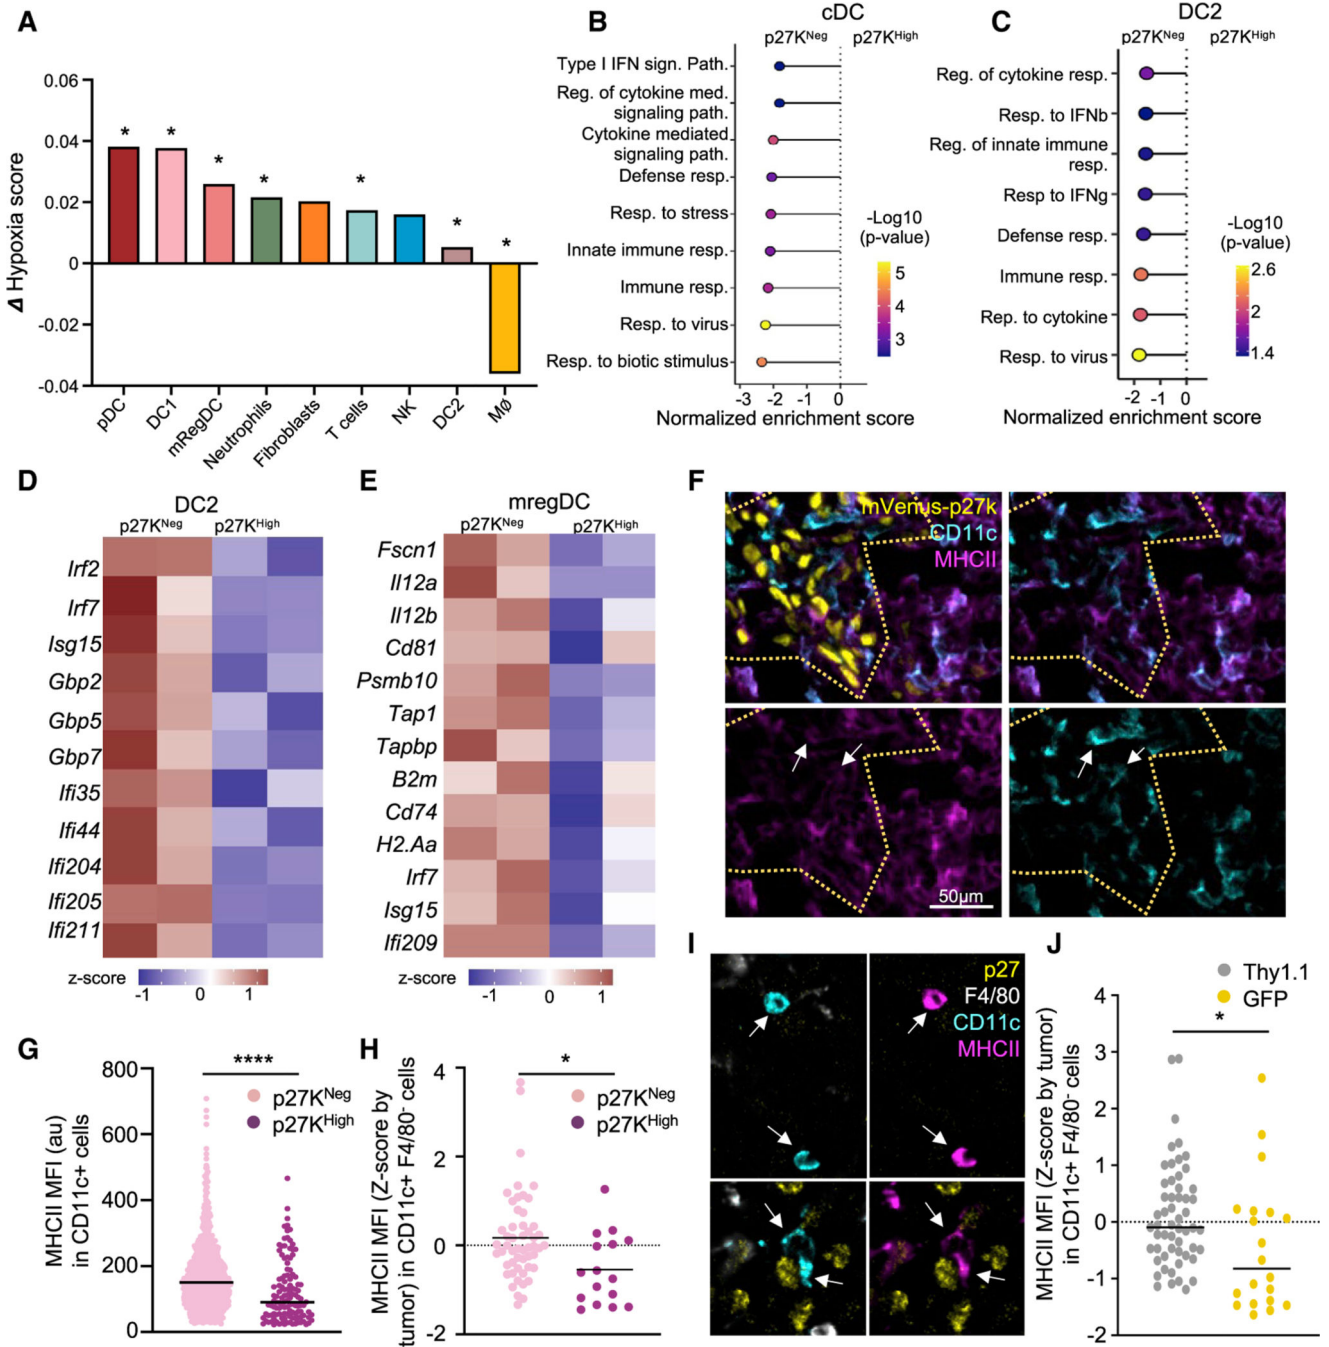 A
Δ Hypoxia score
0.06
0.04
0.02
0
-0.02
-0.04
*
*
*
*
*
*
*
pDC
DC1
mRegDC
Neutrophils
Fibroblasts
T cells
NK
DC2
Mø
B
cDC
p27KNeg
p27KHigh
Type I IFN sign. Path.
Reg. of cytokine med.
signaling path.
Cytokine mediated
signaling path.
Defense resp.
Resp. to stress
Innate immune resp.
Immune resp.
Resp. to virus
Resp. to biotic stimulus
-3
-2
-1
0
Normalized enrichment score
-Log10
(p-value)
5
4
3
C
DC2
p27KNeg
p27KHigh
Reg. of cytokine resp.
Resp. to IFNb
Reg. of innate immune
resp.
Resp to IFNg
Defense resp.
Immune resp.
Rep. to cytokine
Resp. to virus
-2
-1
0
Normalized enrichment score
-Log10
(p-value)
2.6
2
1.4
D
DC2
p27KNeg
p27KHigh
Irf2
Irf7
Isg15
Gbp2
Gbp5
Gbp7
Ifi35
Ifi44
Ifi204
Ifi205
Ifi211
z-score
-1
0
1
E
mregDC
p27KNeg
p27KHigh
Fscn1
Il12a
Il12b
Cd81
Psmb10
Tap1
Tapbp
B2m
Cd74
H2.Aa
Irf7
Isg15
Ifi209
z-score
-1
0
1
F
mVenus-p27k
CD11c
MHCII
50µm
G
MHCII MFI (au)
in CD11c+ cells
800
600
400
200
0
****
p27KNeg
p27KHigh
H
MHCII MFI (Z-score by
tumor) in CD11c+ F4/80- cells
4
2
0
-2
*
p27KNeg
p27KHigh
I
p27
F4/80
CD11c
MHCII
J
Thy1.1
GFP
*
MHCII MFI (Z-score by tumor)
in CD11c+ F4/80- cells
4
3
2
1
0
-1
-2